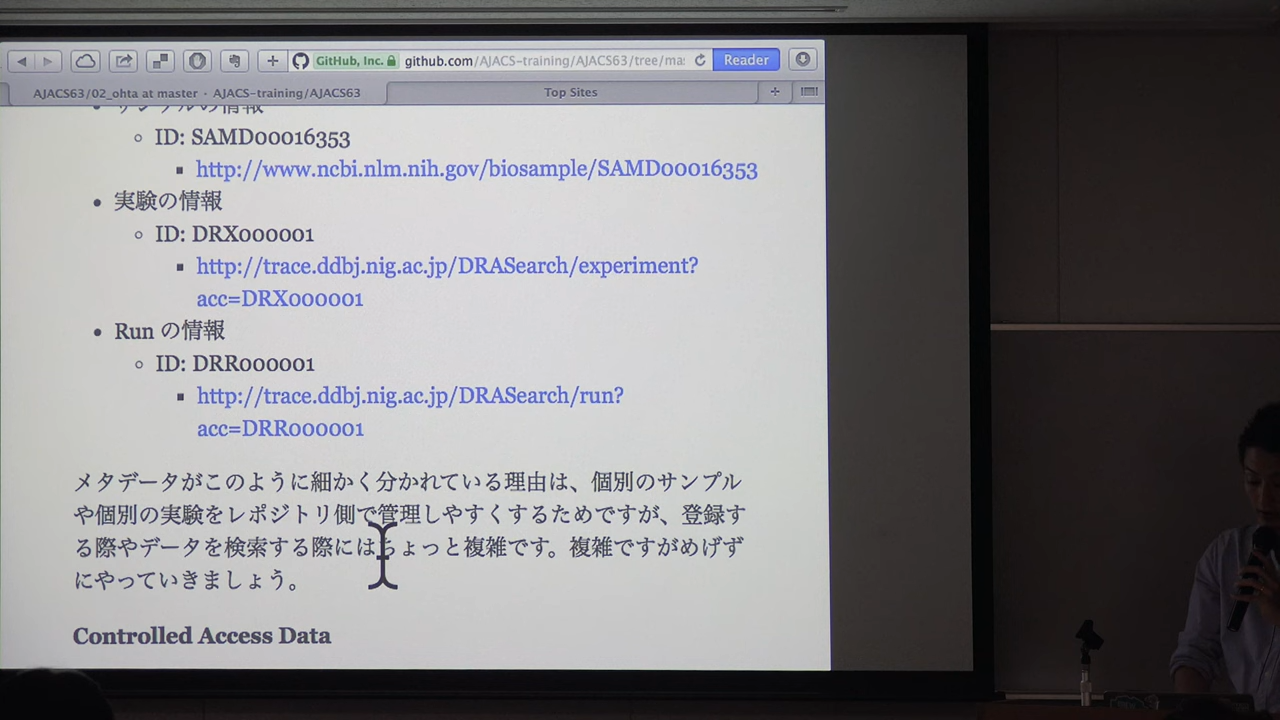 GitHub, Inc. github.com/AJACS-training/AJACS63/tree/ma Reader
AJACS63/02_ohta at master · AJACS-training/AJACS63
Top Sites
サンプルの情報
ID: SAMD00016353
http://www.ncbi.nlm.nih.gov/biosample/SAMD00016353
実験の情報
ID: DRX000001
http://trace.ddbj.nig.ac.jp/DRASearch/experiment?
acc=DRX000001
Run の情報
ID: DRR000001
http://trace.ddbj.nig.ac.jp/DRASearch/run?
acc=DRR000001
メタデータがこのように細かく分かれている理由は、個別のサンプル
や個別の実験をレポジトリ側で管理しやすくするためですが、登録す
る際やデータを検索する際にはちょっと複雑です。複雑ですがめげず
にやっていきましょう。
Controlled Access Data